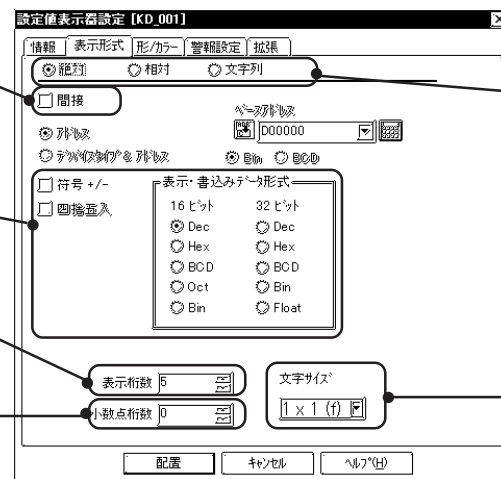 設定値表示器設定 [KD_001]
情報 表示形式 形/カラー 警報設定 拡張
絶対 相対 文字列
間接
ベースアドレス
アドレス D00000
デバイスタイプ & アドレス Bin BCD
符号 +/- 表示・書込みデータ形式
四捨五入 16 ビット 32 ビット
Dec Dec
Hex Hex
BCD BCD
Oct Bin
Bin Float
表示桁数 5 文字サイズ
小数点桁数 0 1 x 1 (f)
配置 キャンセル ヘルプ(H)